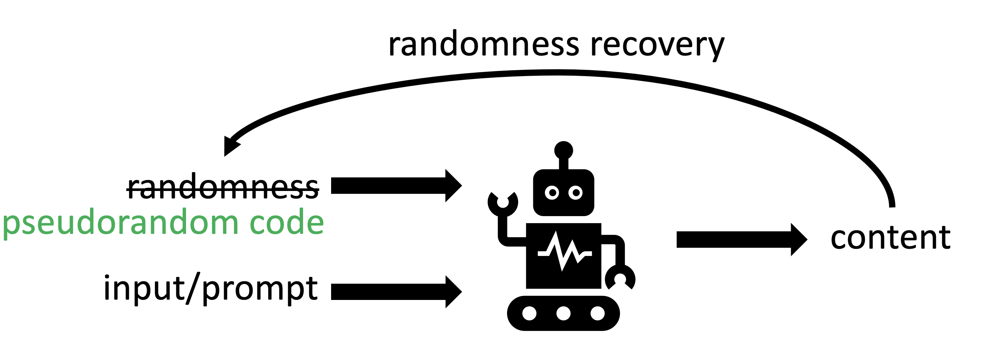 randomness recovery
randomness
pseudorandom code
input/prompt
content